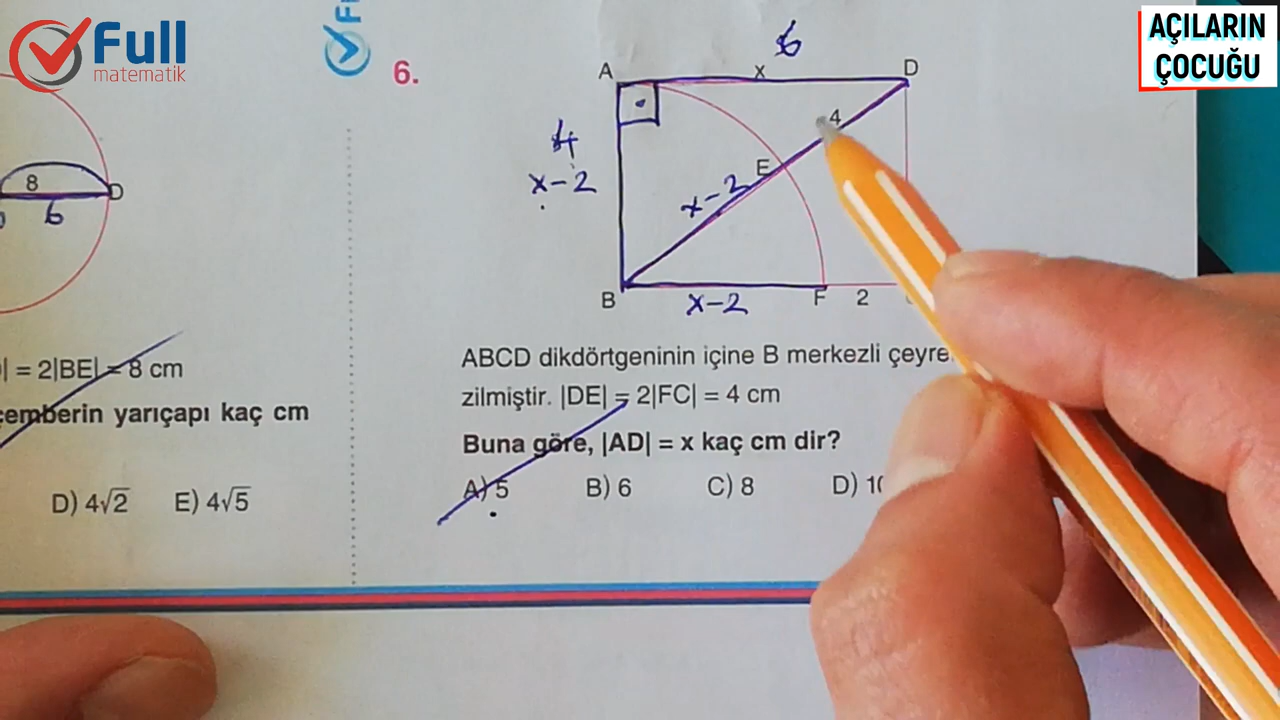 Full
matematik
AÇILARIN
ÇOCUĞU
6.
6
A
x
D
4
4
E
x-2
x-2
8
D
6
B
x-2
F
2
| = 2|BE| = 8 cm
çemberin yarıçapı kaç cm
D) 4√2 E) 4√5
ABCD dikdörtgeninin içine B merkezli çeyre
zilmiştir. |DE| = 2|FC| = 4 cm
Buna göre, |AD| = x kaç cm dir?
A) 5 B) 6 C) 8 D) 10